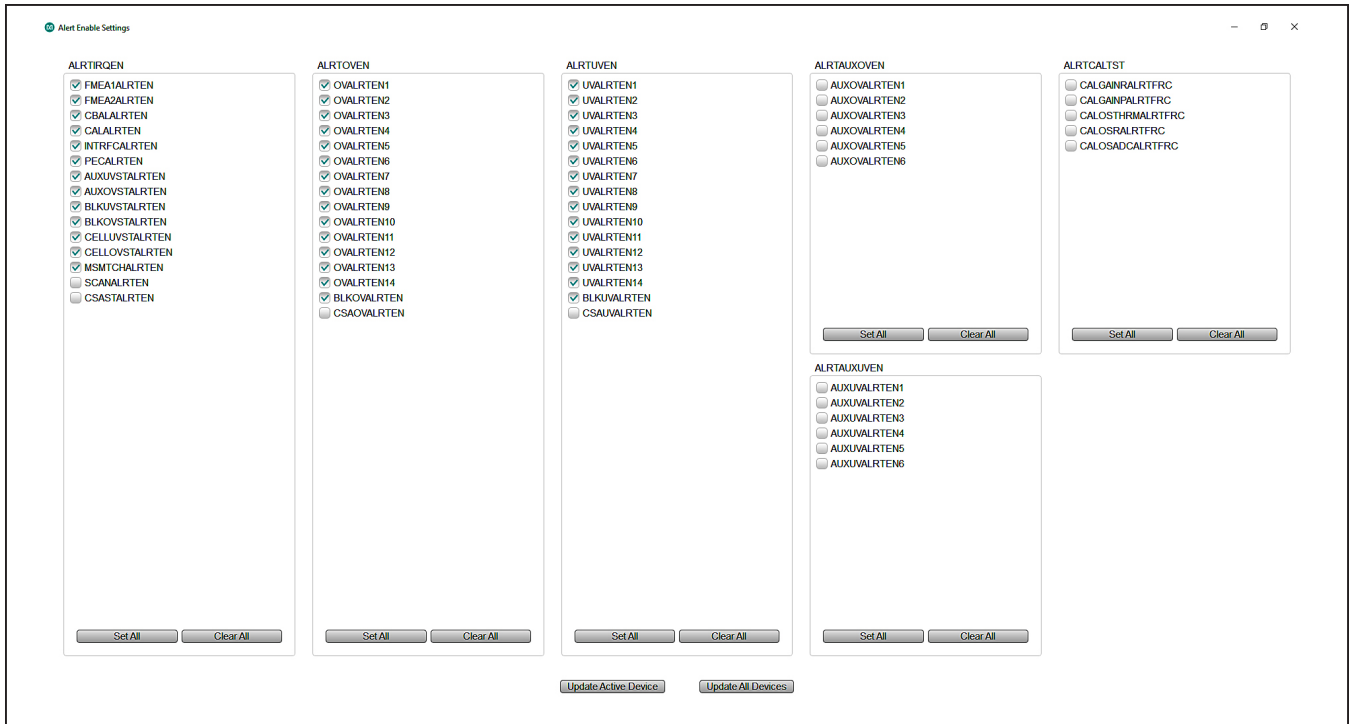 Alert Enable Settings
ALRTIRQEN
FMEA1ALRTEN
FMEA2ALRTEN
CBALALRTEN
CALALRTEN
INTRFCALRTEN
PECALRTEN
AUXUVSTALRTEN
AUXOVSTALRTEN
BLKUVSTALRTEN
BLKOVSTALRTEN
CELLUVSTALRTEN
CELLOVSTALRTEN
MSMTCHALRTEN
SCANALRTEN
CSASTALRTEN
Set All Clear All
ALRTOVEN
OVALRTEN1
OVALRTEN2
OVALRTEN3
OVALRTEN4
OVALRTEN5
OVALRTEN6
OVALRTEN7
OVALRTEN8
OVALRTEN9
OVALRTEN10
OVALRTEN11
OVALRTEN12
OVALRTEN13
OVALRTEN14
BLKOVALRTEN
CSAOVALRTEN
Set All Clear All
ALRTUVEN
UVALRTEN1
UVALRTEN2
UVALRTEN3
UVALRTEN4
UVALRTEN5
UVALRTEN6
UVALRTEN7
UVALRTEN8
UVALRTEN9
UVALRTEN10
UVALRTEN11
UVALRTEN12
UVALRTEN13
UVALRTEN14
BLKUVALRTEN
CSAUVALRTEN
Set All Clear All
ALRTAUXOVEN
AUXOVALRTEN1
AUXOVALRTEN2
AUXOVALRTEN3
AUXOVALRTEN4
AUXOVALRTEN5
AUXOVALRTEN6
Set All Clear All
ALRTAUXUVEN
AUXUVALRTEN1
AUXUVALRTEN2
AUXUVALRTEN3
AUXUVALRTEN4
AUXUVALRTEN5
AUXUVALRTEN6
Set All Clear All
ALRTCALTST
CALGAINRALRTFRC
CALGAINPALRTFRC
CALOSTHRMALRTFRC
CALOSRALRTFRC
CALOSADCALRTFRC
Set All Clear All
Update Active Device Update All Devices